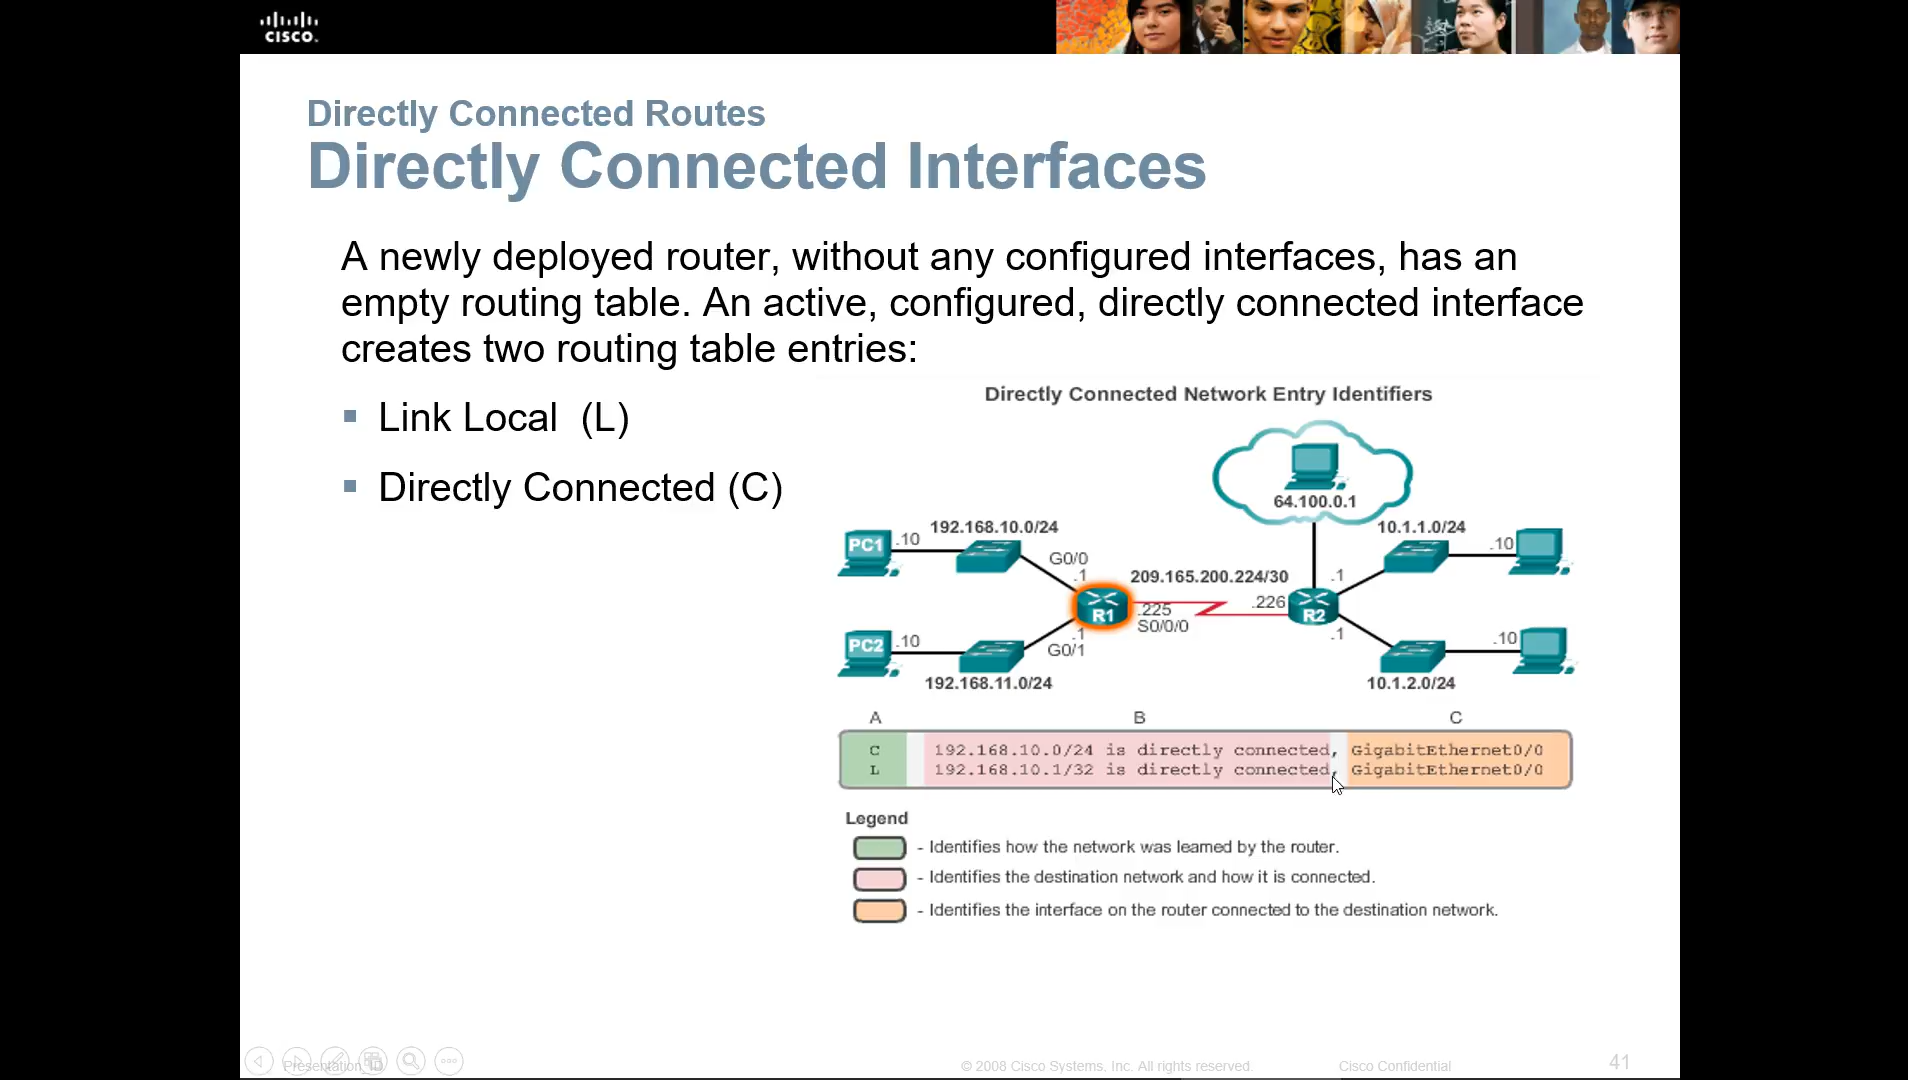 CISCO.
Directly Connected Routes
Directly Connected Interfaces
A newly deployed router, without any configured interfaces, has an
empty routing table. An active, configured, directly connected interface
creates two routing table entries:
Link Local (L)
Directly Connected (C)
Directly Connected Network Entry Identifiers
64.100.0.1
192.168.10.0/24
10.1.1.0/24
PC1
.10
.10
G0/0
.1
209.165.200.224/30
.1
R1
.225
.226
R2
S0/0/0
PC2
.10
.1
.1
.10
G0/1
192.168.11.0/24
10.1.2.0/24
A B C
C 192.168.10.0/24 is directly connected, GigabitEthernet0/0
L 192.168.10.1/32 is directly connected, GigabitEthernet0/0
Legend
- Identifies how the network was learned by the router.
- Identifies the destination network and how it is connected.
- Identifies the interface on the router connected to the destination network.
Presentation_ID
© 2008 Cisco Systems, Inc. All rights reserved.
Cisco Confidential
41